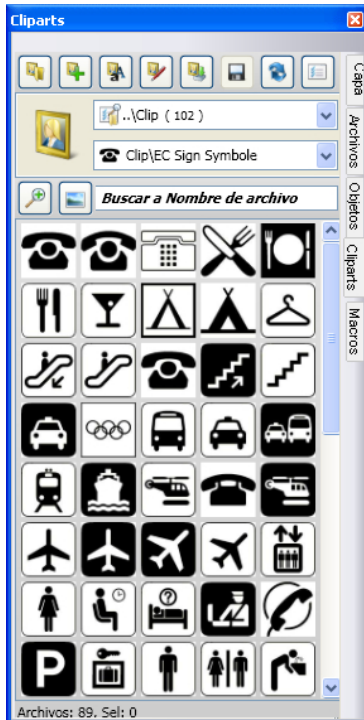 Cliparts
..\Clip ( 102 )
Clip\EC Sign Symbole
Buscar a Nombre de archivo
P
Archivos: 89. Sel: 0
Capa
Archivos
Objetos
Cliparts
Macros